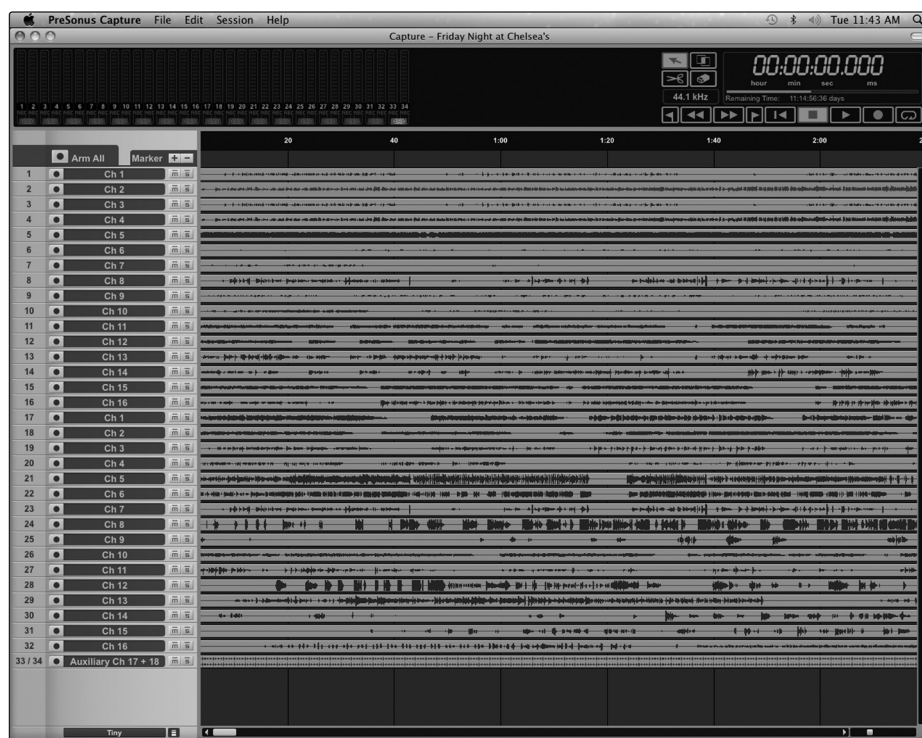 PreSonus Capture File Edit Session Help Tue 11:43 AM
Capture – Friday Night at Chelsea's
00:00:00.000
hour min sec ms
44.1 kHz Remaining Time: 11:14:56:36 days
1 2 3 4 5 6 7 8 9 10 11 12 13 14 15 16 17 18 19 20 21 22 23 24 25 26 27 28 29 30 31 32 33 34
20 40 1:00 1:20 1:40 2:00
Arm All Marker + –
1 Ch 1 m s
2 Ch 2 m s
3 Ch 3 m s
4 Ch 4 m s
5 Ch 5 m s
6 Ch 6 m s
7 Ch 7 m s
8 Ch 8 m s
9 Ch 9 m s
10 Ch 10 m s
11 Ch 11 m s
12 Ch 12 m s
13 Ch 13 m s
14 Ch 14 m s
15 Ch 15 m s
16 Ch 16 m s
17 Ch 1 m s
18 Ch 2 m s
19 Ch 3 m s
20 Ch 4 m s
21 Ch 5 m s
22 Ch 6 m s
23 Ch 7 m s
24 Ch 8 m s
25 Ch 9 m s
26 Ch 10 m s
27 Ch 11 m s
28 Ch 12 m s
29 Ch 13 m s
30 Ch 14 m s
31 Ch 15 m s
32 Ch 16 m s
33 / 34 Auxiliary Ch 17 + 18 m s
Tiny